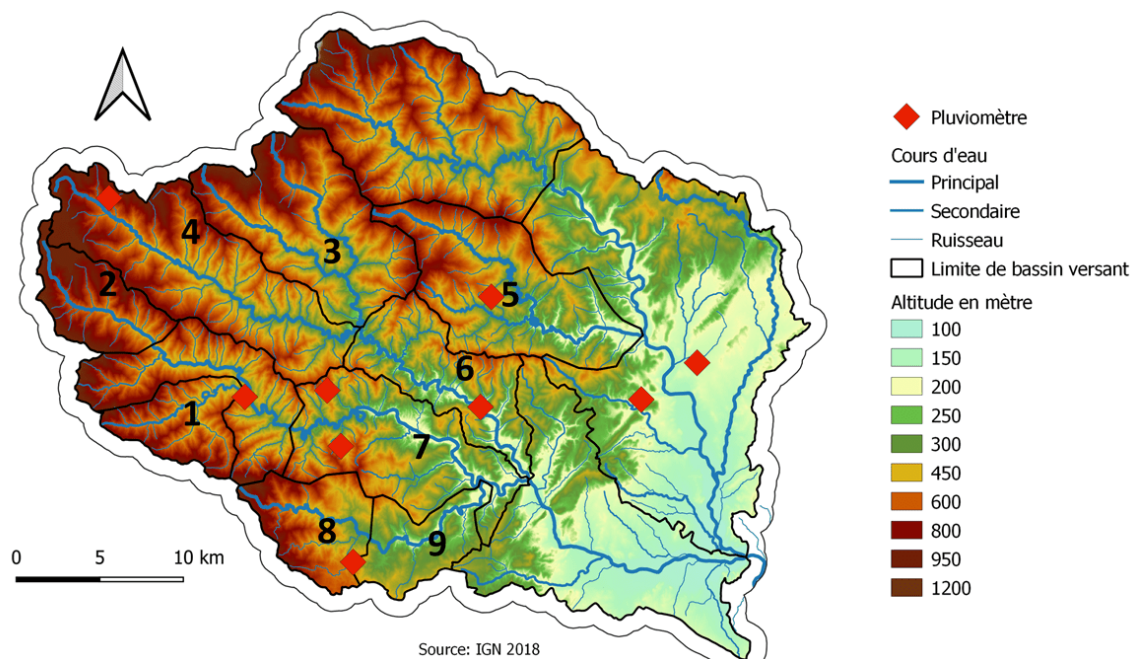 4
2
3
5
6
1
7
8
9
0 5 10 km
Source: IGN 2018
Pluviomètre
Cours d'eau
Principal
Secondaire
Ruisseau
Limite de bassin versant
Altitude en mètre
100
150
200
250
300
450
600
800
950
1200